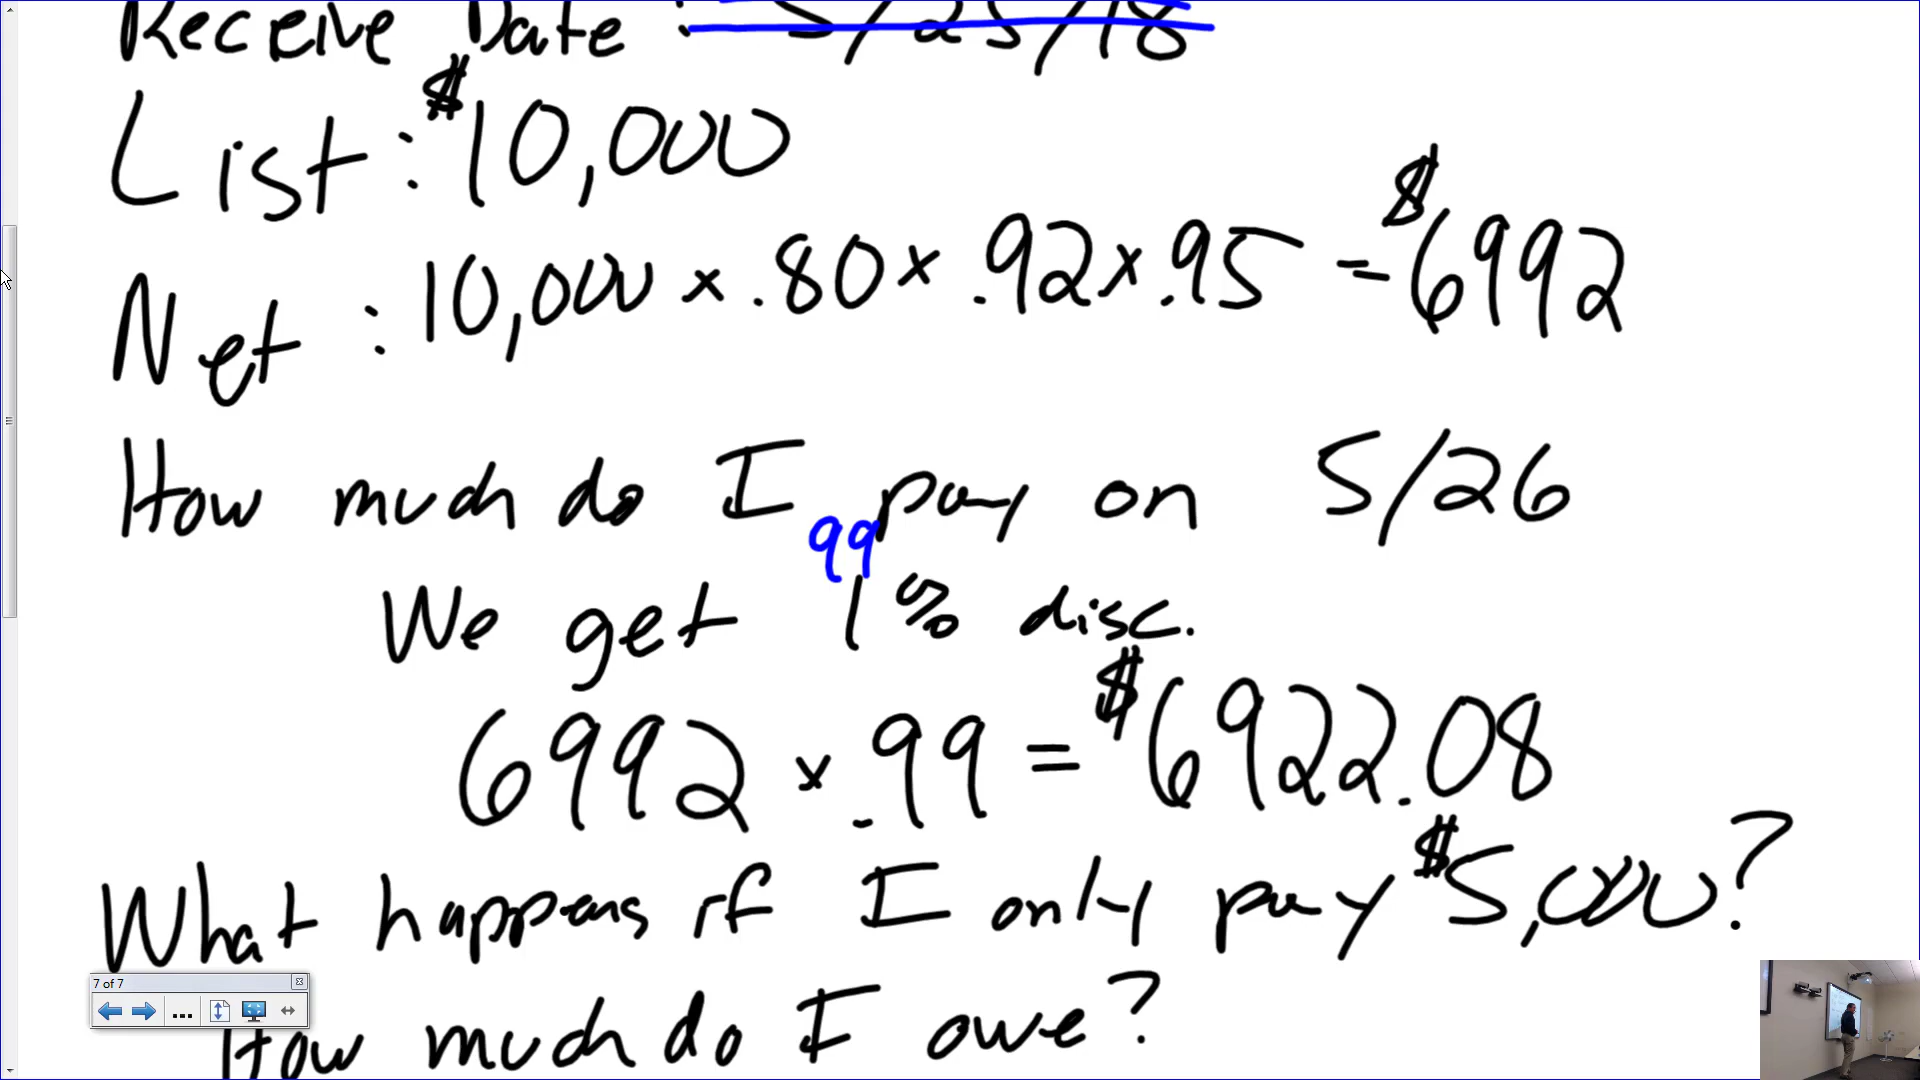 Receive Date : 5/25/18
List : $10,000
Net : 10,000 x .80 x .92 x .95 = $6992
How much do I pay on 5/26
99
We get 1% disc.
6992 x .99 = $6922.08
What happens if I only pay $5,000?
7 of 7
...
How much do I owe?